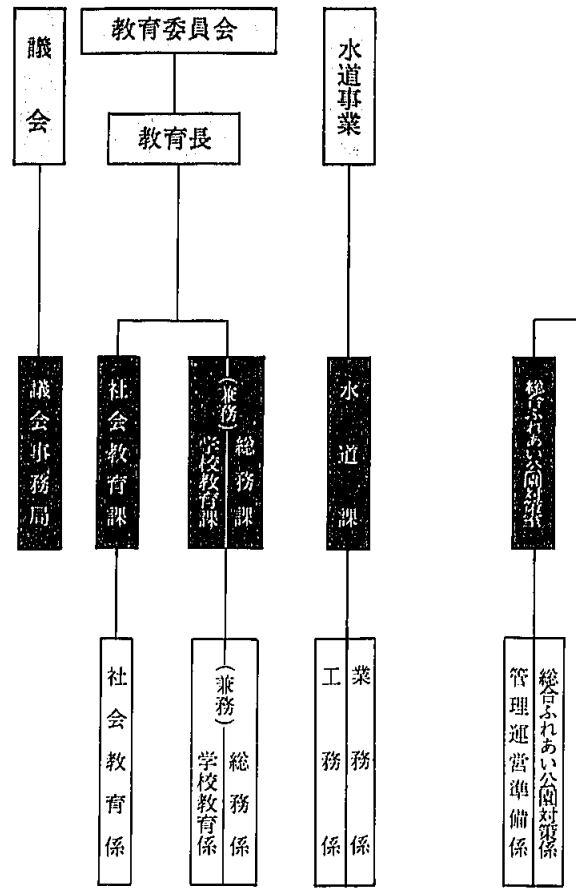 議会
教育委員会
教育長
水道事業
議会事務局
社会教育課
総務課
(兼務)
学校教育課
水道課
総合ふれあい公園対策室
社会教育係
総務係
(兼務)
学校教育係
業務係
工務係
総合ふれあい公園対策係
管理運営準備係